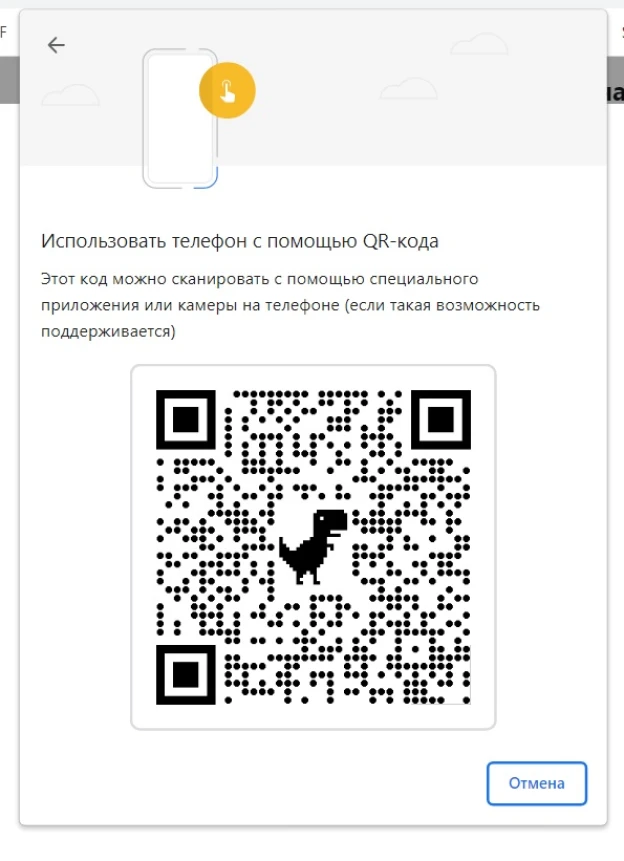 Использовать телефон с помощью QR-кода
Этот код можно сканировать с помощью специального
приложения или камеры на телефоне (если такая возможность
поддерживается)
Отмена